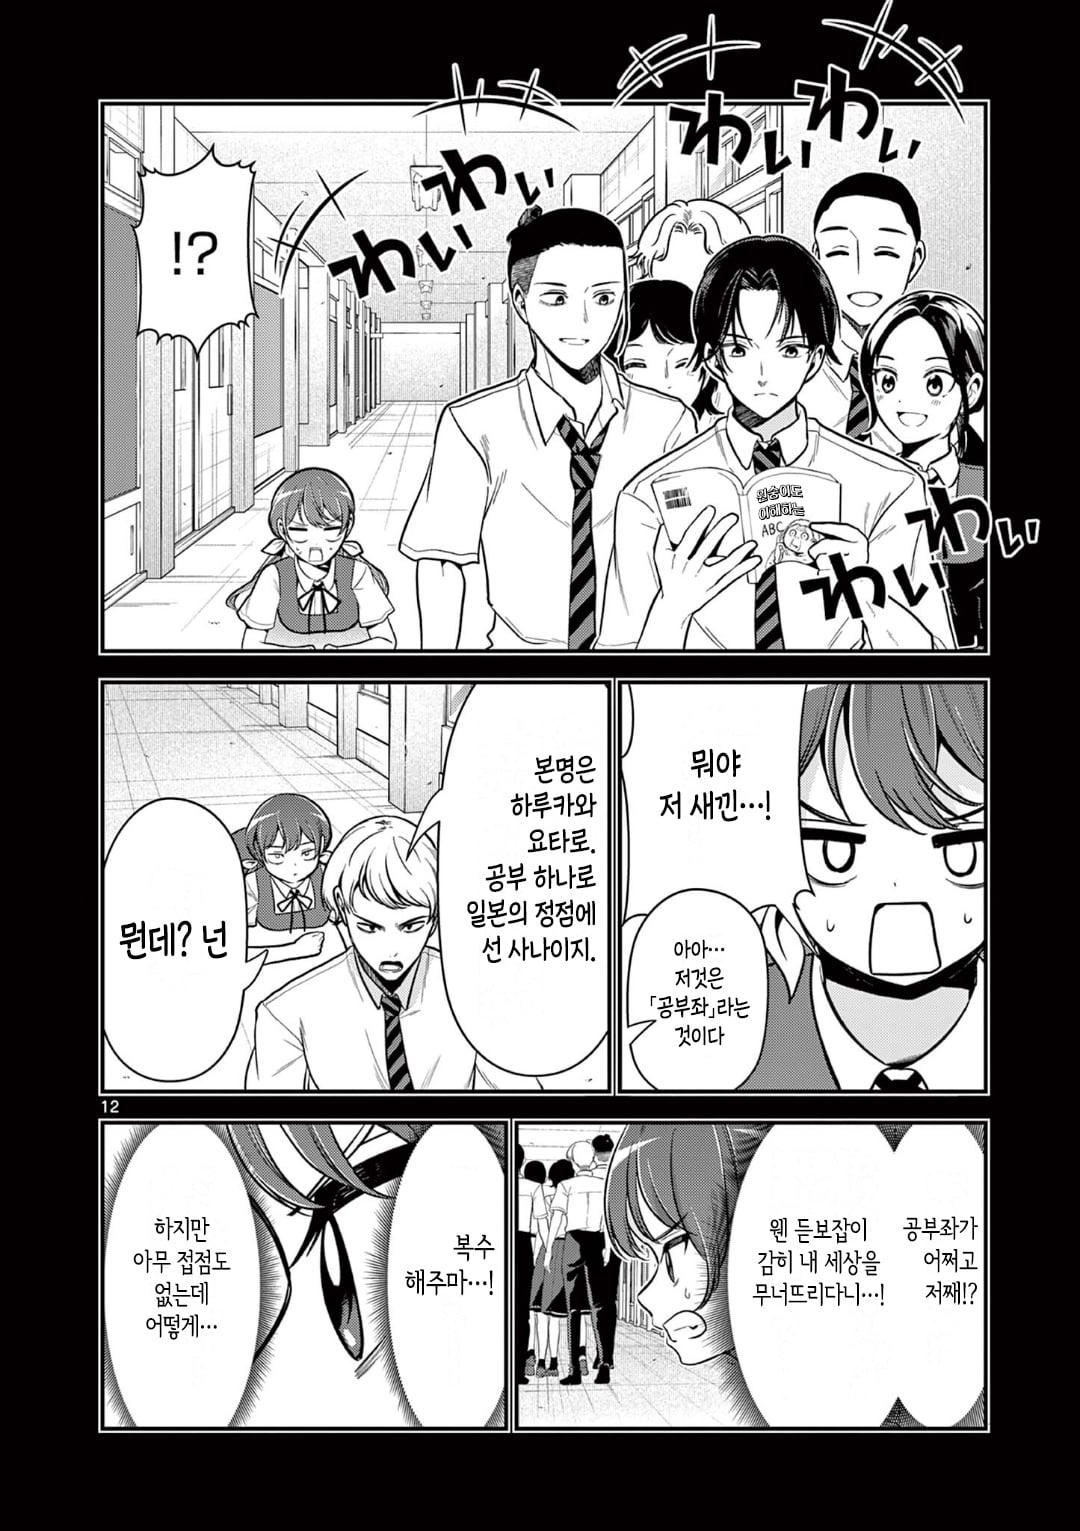 !?
わいわい
わいわい
わいわい
원숭이도
이해하는
ABC
뭐야
저 새낀…!
아아…
저것은
「공부좌」라는
것이다
본명은
하루카와
요타로.
공부 하나로
일본의 정점에
선 사나이지.
뭔데? 넌
12
공부좌가
어쩌고
저째!?
웬 듣보잡이
감히 내 세상을
무너뜨리다니…!
복수
해주마…!
하지만
아무 접점도
없는데
어떻게…